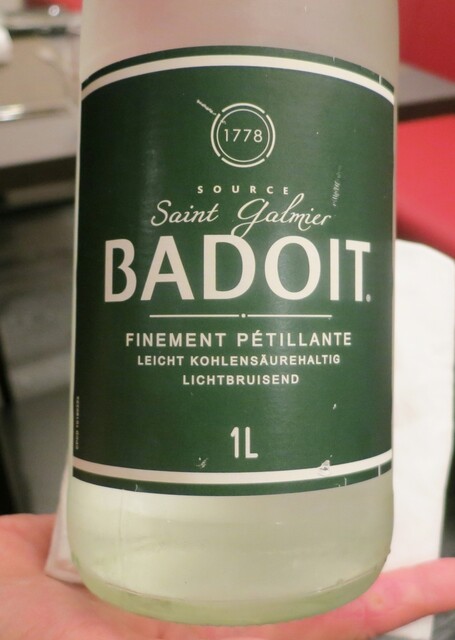 1778
SOURCE
Saint Galmier
BADOIT.
FINEMENT PÉTILLANTE
LEICHT KOHLENSÄUREHALTIG
LICHTBRUISEND
1L